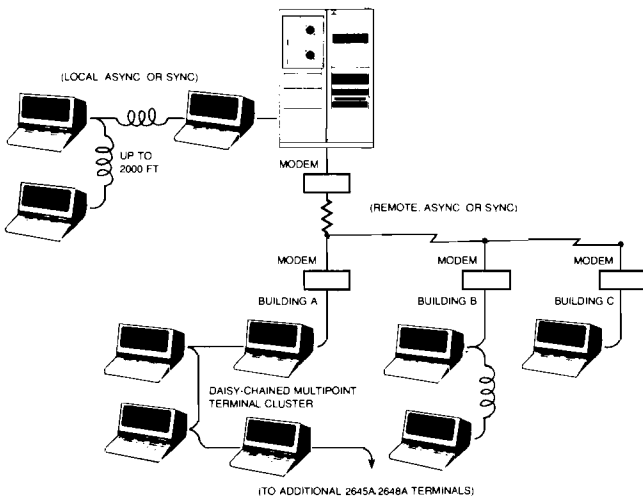 (LOCAL ASYNC OR SYNC)
UP TO
2000 FT
MODEM
(REMOTE, ASYNC OR SYNC)
MODEM
MODEM
MODEM
BUILDING A
BUILDING B
BUILDING C
DAISY-CHAINED MULTIPOINT
TERMINAL CLUSTER
(TO ADDITIONAL 2645A, 2648A TERMINALS)